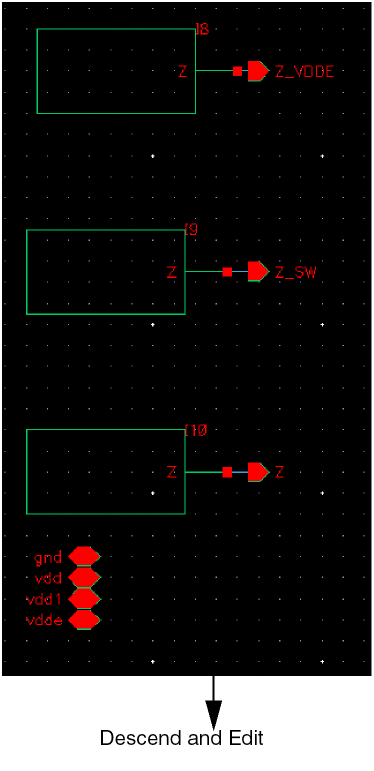 I8
Z Z_VDDE
I9
Z Z_SW
I10
Z Z
gnd
vdd
vdd1
vdde
Descend and Edit